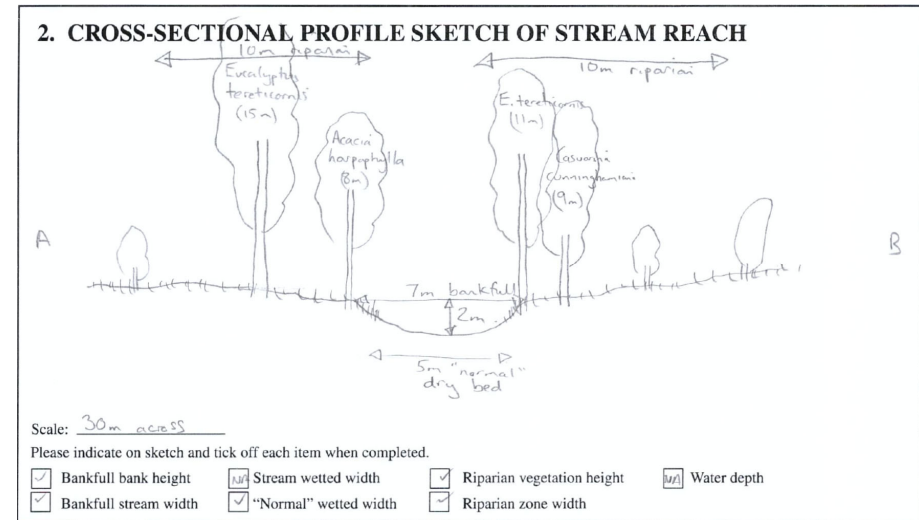 2. CROSS-SECTIONAL PROFILE SKETCH OF STREAM REACH
10m riparian
10m riparian
Eucalyptus
tereticornis
(15m)
E. tereticornis
(11m)
Acacia
harpophylla
(8m)
Casuarina
cunninghamiana
(9m)
A
B
7m bankfull
2m
5m "normal"
dry bed
Scale: 30m across
Please indicate on sketch and tick off each item when completed.
Bankfull bank height
NA Stream wetted width
Riparian vegetation height
NA Water depth
Bankfull stream width
"Normal" wetted width
Riparian zone width